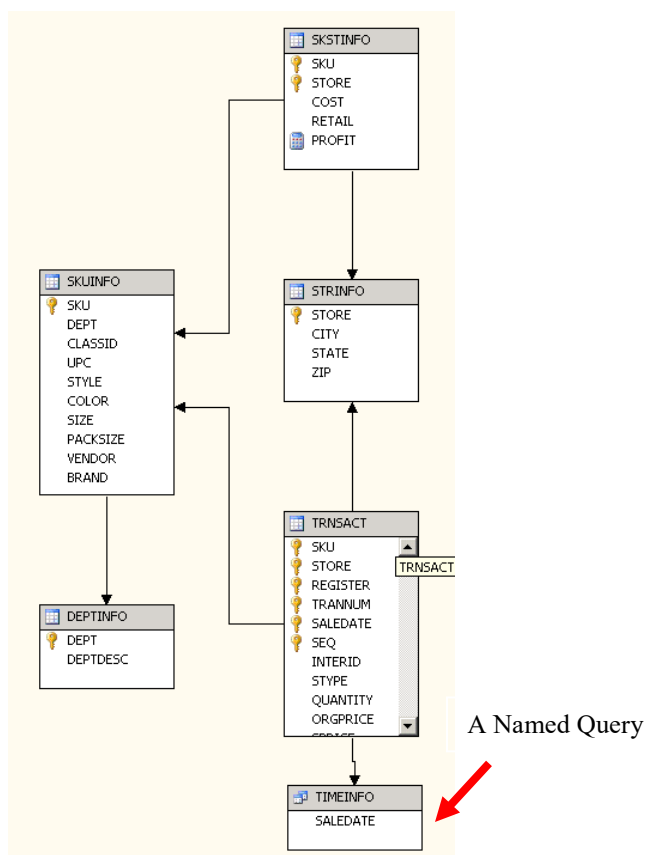 SKSTINFO
SKU
STORE
COST
RETAIL
PROFIT
SKUINFO
SKU
DEPT
CLASSID
UPC
STYLE
COLOR
SIZE
PACKSIZE
VENDOR
BRAND
STRINFO
STORE
CITY
STATE
ZIP
TRNSACT
SKU
STORE
TRNSACT
REGISTER
TRANNUM
SALEDATE
SEQ
INTERID
STYPE
QUANTITY
ORGPRICE
DEPTINFO
DEPT
DEPTDESC
A Named Query
TIMEINFO
SALEDATE